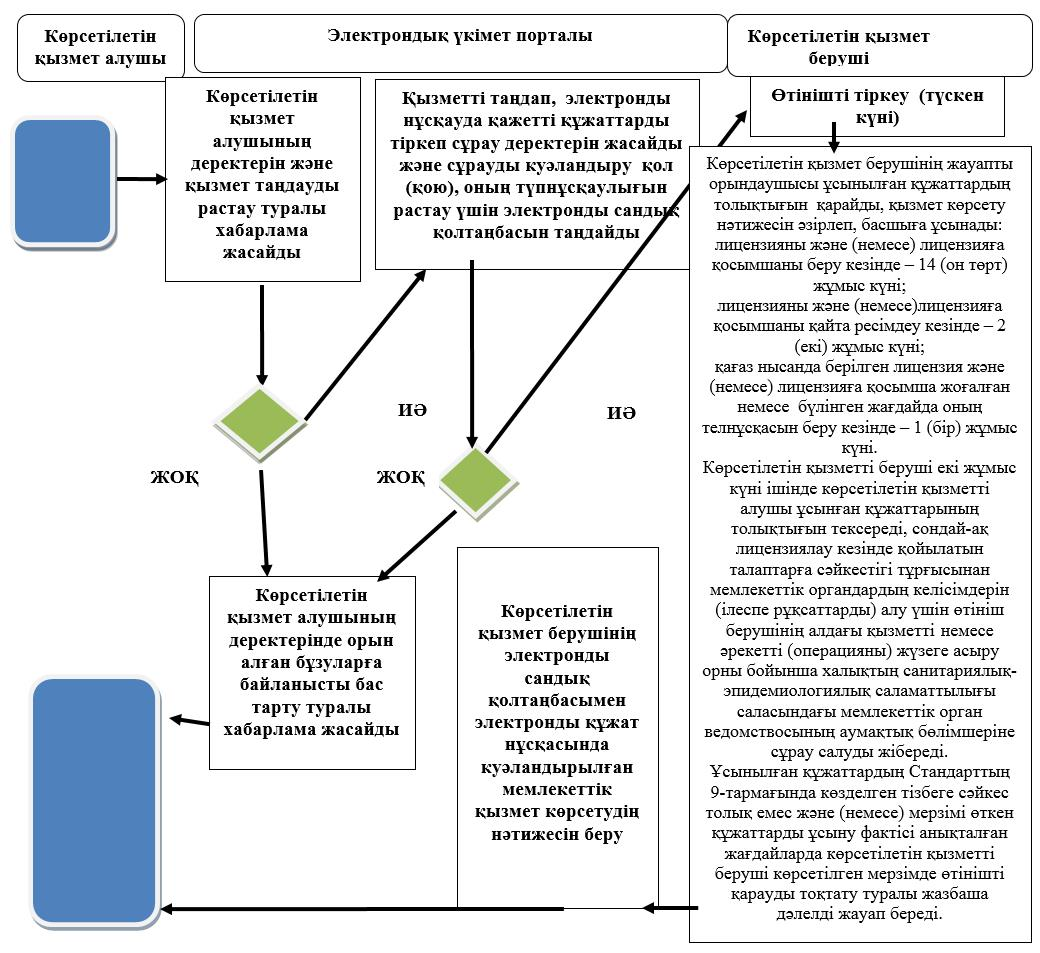 Көрсетілетін
қызмет алушы
Электрондық үкімет порталы
Көрсетілетін қызмет
беруші
Көрсетілетін
қызмет
алушының
деректерін және
қызмет таңдауды
растау туралы
хабарлама
жасайды
Қызметті таңдап, электронды
нұсқауда қажетті құжаттарды
тіркеп сұрау деректерін жасайды
және сұрауды куәландыру қол
(қою), оның түпнұсқаулығын
растау үшін электронды сандық
қолтаңбасын таңдайды
Өтінішті тіркеу (түскен
күні)
Көрсетілетін қызмет берушінің жауапты
орындаушысы ұсынылған құжаттардың
толықтығын қарайды, қызмет көрсету
нәтижесін әзірлеп, басшыға ұсынады:
лицензияны және (немесе) лицензияға
қосымшаны беру кезінде – 14 (он төрт)
жұмыс күні;
лицензияны және (немесе)лицензияға
қосымшаны қайта ресімдеу кезінде – 2
(екі) жұмыс күні;
қағаз нысанда берілген лицензия және
(немесе) лицензияға қосымша жоғалған
немесе бүлінген жағдайда оның
телнұсқасын беру кезінде – 1 (бір) жұмыс
күні.
Көрсетілетін қызметті беруші екі жұмыс
күні ішінде көрсетілетін қызметті
алушы ұсынған құжаттарының
толықтығын тексереді, сондай-ақ
лицензиялау кезінде қойылатын
талаптарға сәйкестігі тұрғысынан
мемлекеттік органдардың келісімдерін
(ілеспе рұқсаттарды) алу үшін өтініш
берушінің алдағы қызметті немесе
әрекетті (операцияны) жүзеге асыру
орны бойынша халықтың санитариялық-
эпидемиологиялық саламаттылығы
саласындағы мемлекеттік орган
ведомствосының аумақтық бөлімшеріне
сұрау салуды жібереді.
Ұсынылған құжаттардың Стандарттың
9-тармағында көзделген тізбеге сәйкес
толық емес және (немесе) мерзімі өткен
құжаттарды ұсыну фактісі анықталған
жағдайларда көрсетілетін қызметті
беруші көрсетілген мерзімде өтінішті
қарауды тоқтату туралы жазбаша
дәлелді жауап береді.
ИӘ
ИӘ
ЖОҚ
ЖОҚ
Көрсетілетін
қызмет алушының
деректерінде орын
алған бұзуларға
байланысты бас
тарту туралы
хабарлама жасайды
Көрсетілетін
қызмет берушінің
электронды
сандық
қолтаңбасымен
электронды құжат
нұсқасында
куәландырылған
мемлекеттік
қызмет көрсетудің
нәтижесін беру